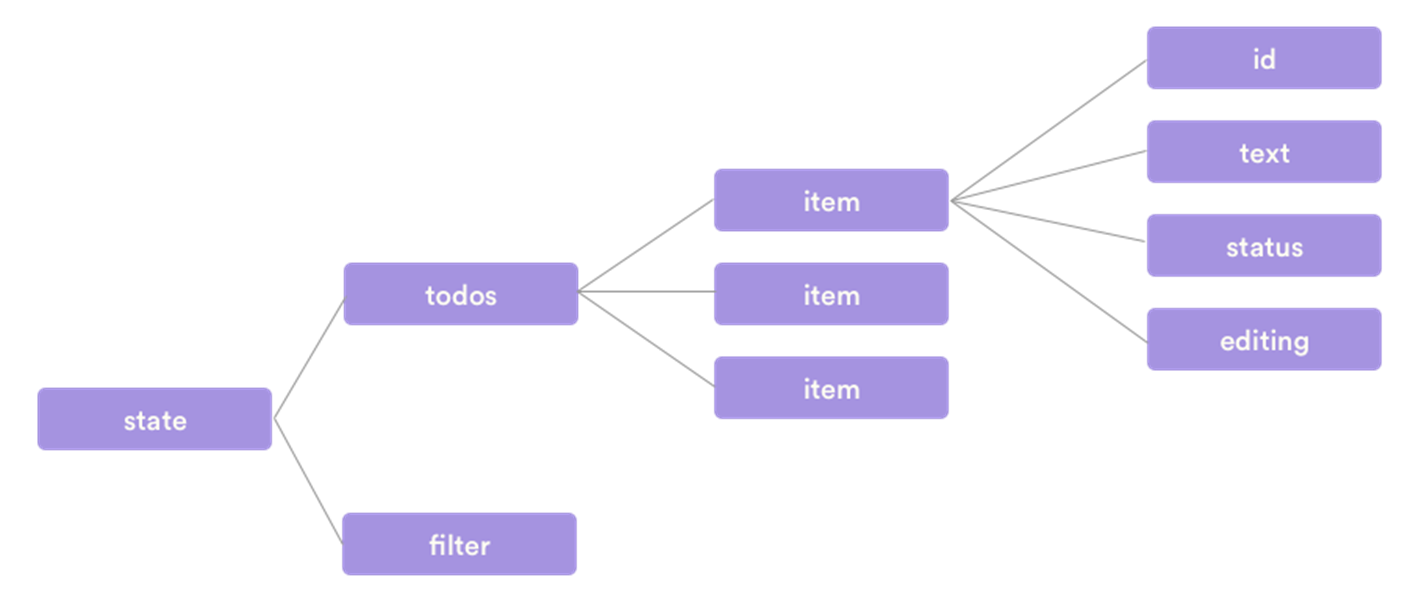 state
todos
filter
item
item
item
id
text
status
editing